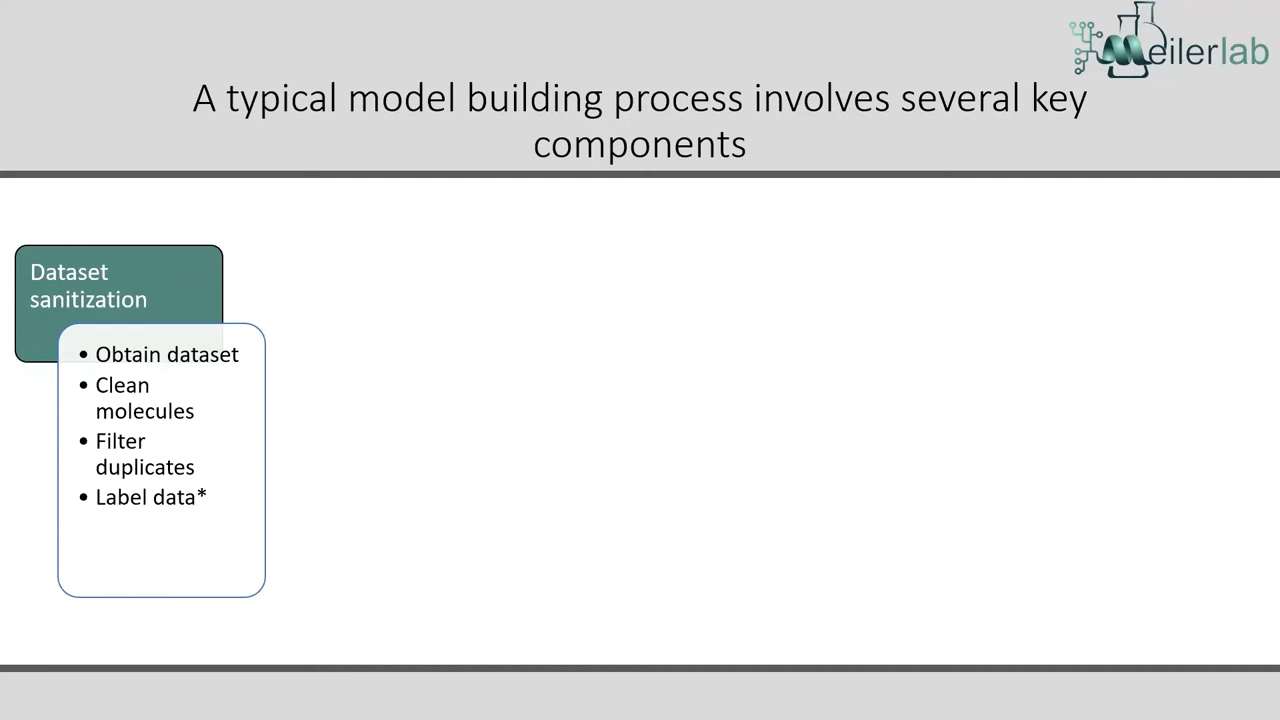 Meilerlab
A typical model building process involves several key
components
Dataset
sanitization
• Obtain dataset
• Clean
molecules
• Filter
duplicates
• Label data*